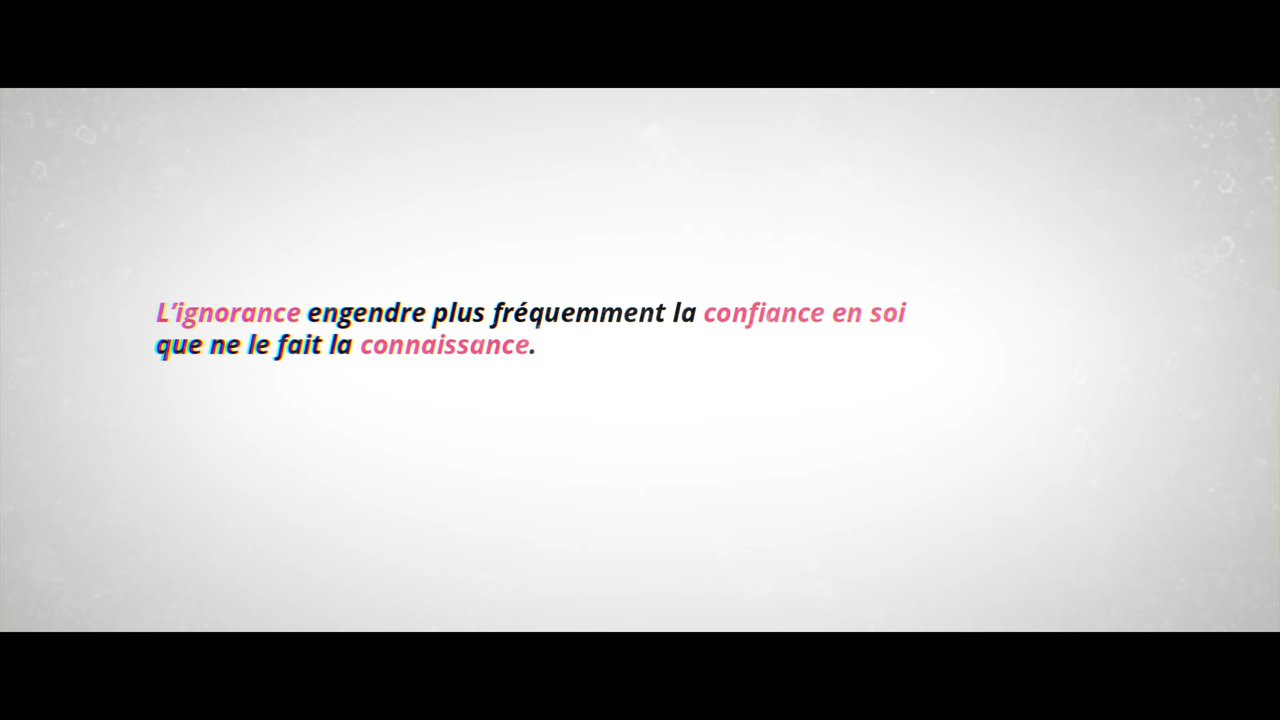 L’ignorance engendre plus fréquemment la confiance en soi
que ne le fait la connaissance.